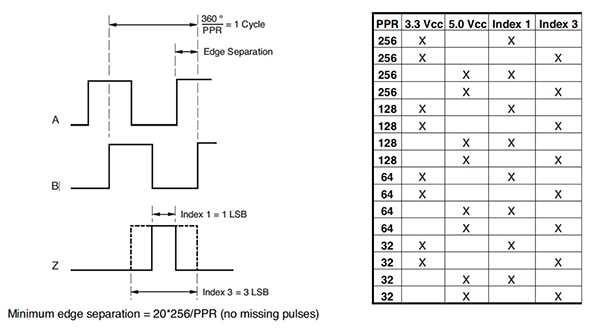 360°
PPR
= 1 Cycle
Edge Separation
A
B
Index 1 = 1 LSB
Z
Index 3 = 3 LSB
Minimum edge separation = 20*256/PPR (no missing pulses)
PPR 3.3 Vcc 5.0 Vcc Index 1 Index 3
256 X X
256 X X
256 X X
256 X X
128 X X
128 X X
128 X X
128 X X
64 X X
64 X X
64 X X
64 X X
32 X X
32 X X
32 X X
32 X X